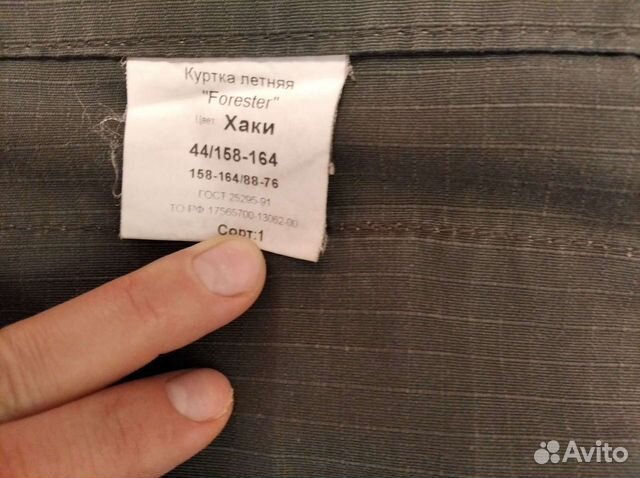 Куртка летняя
"Forester"
Цвет Хаки
44/158-164
158-164/88-76
ГОСТ 25295-91
ТО РФ 17565700-13062-00
Сорт:1
Avito